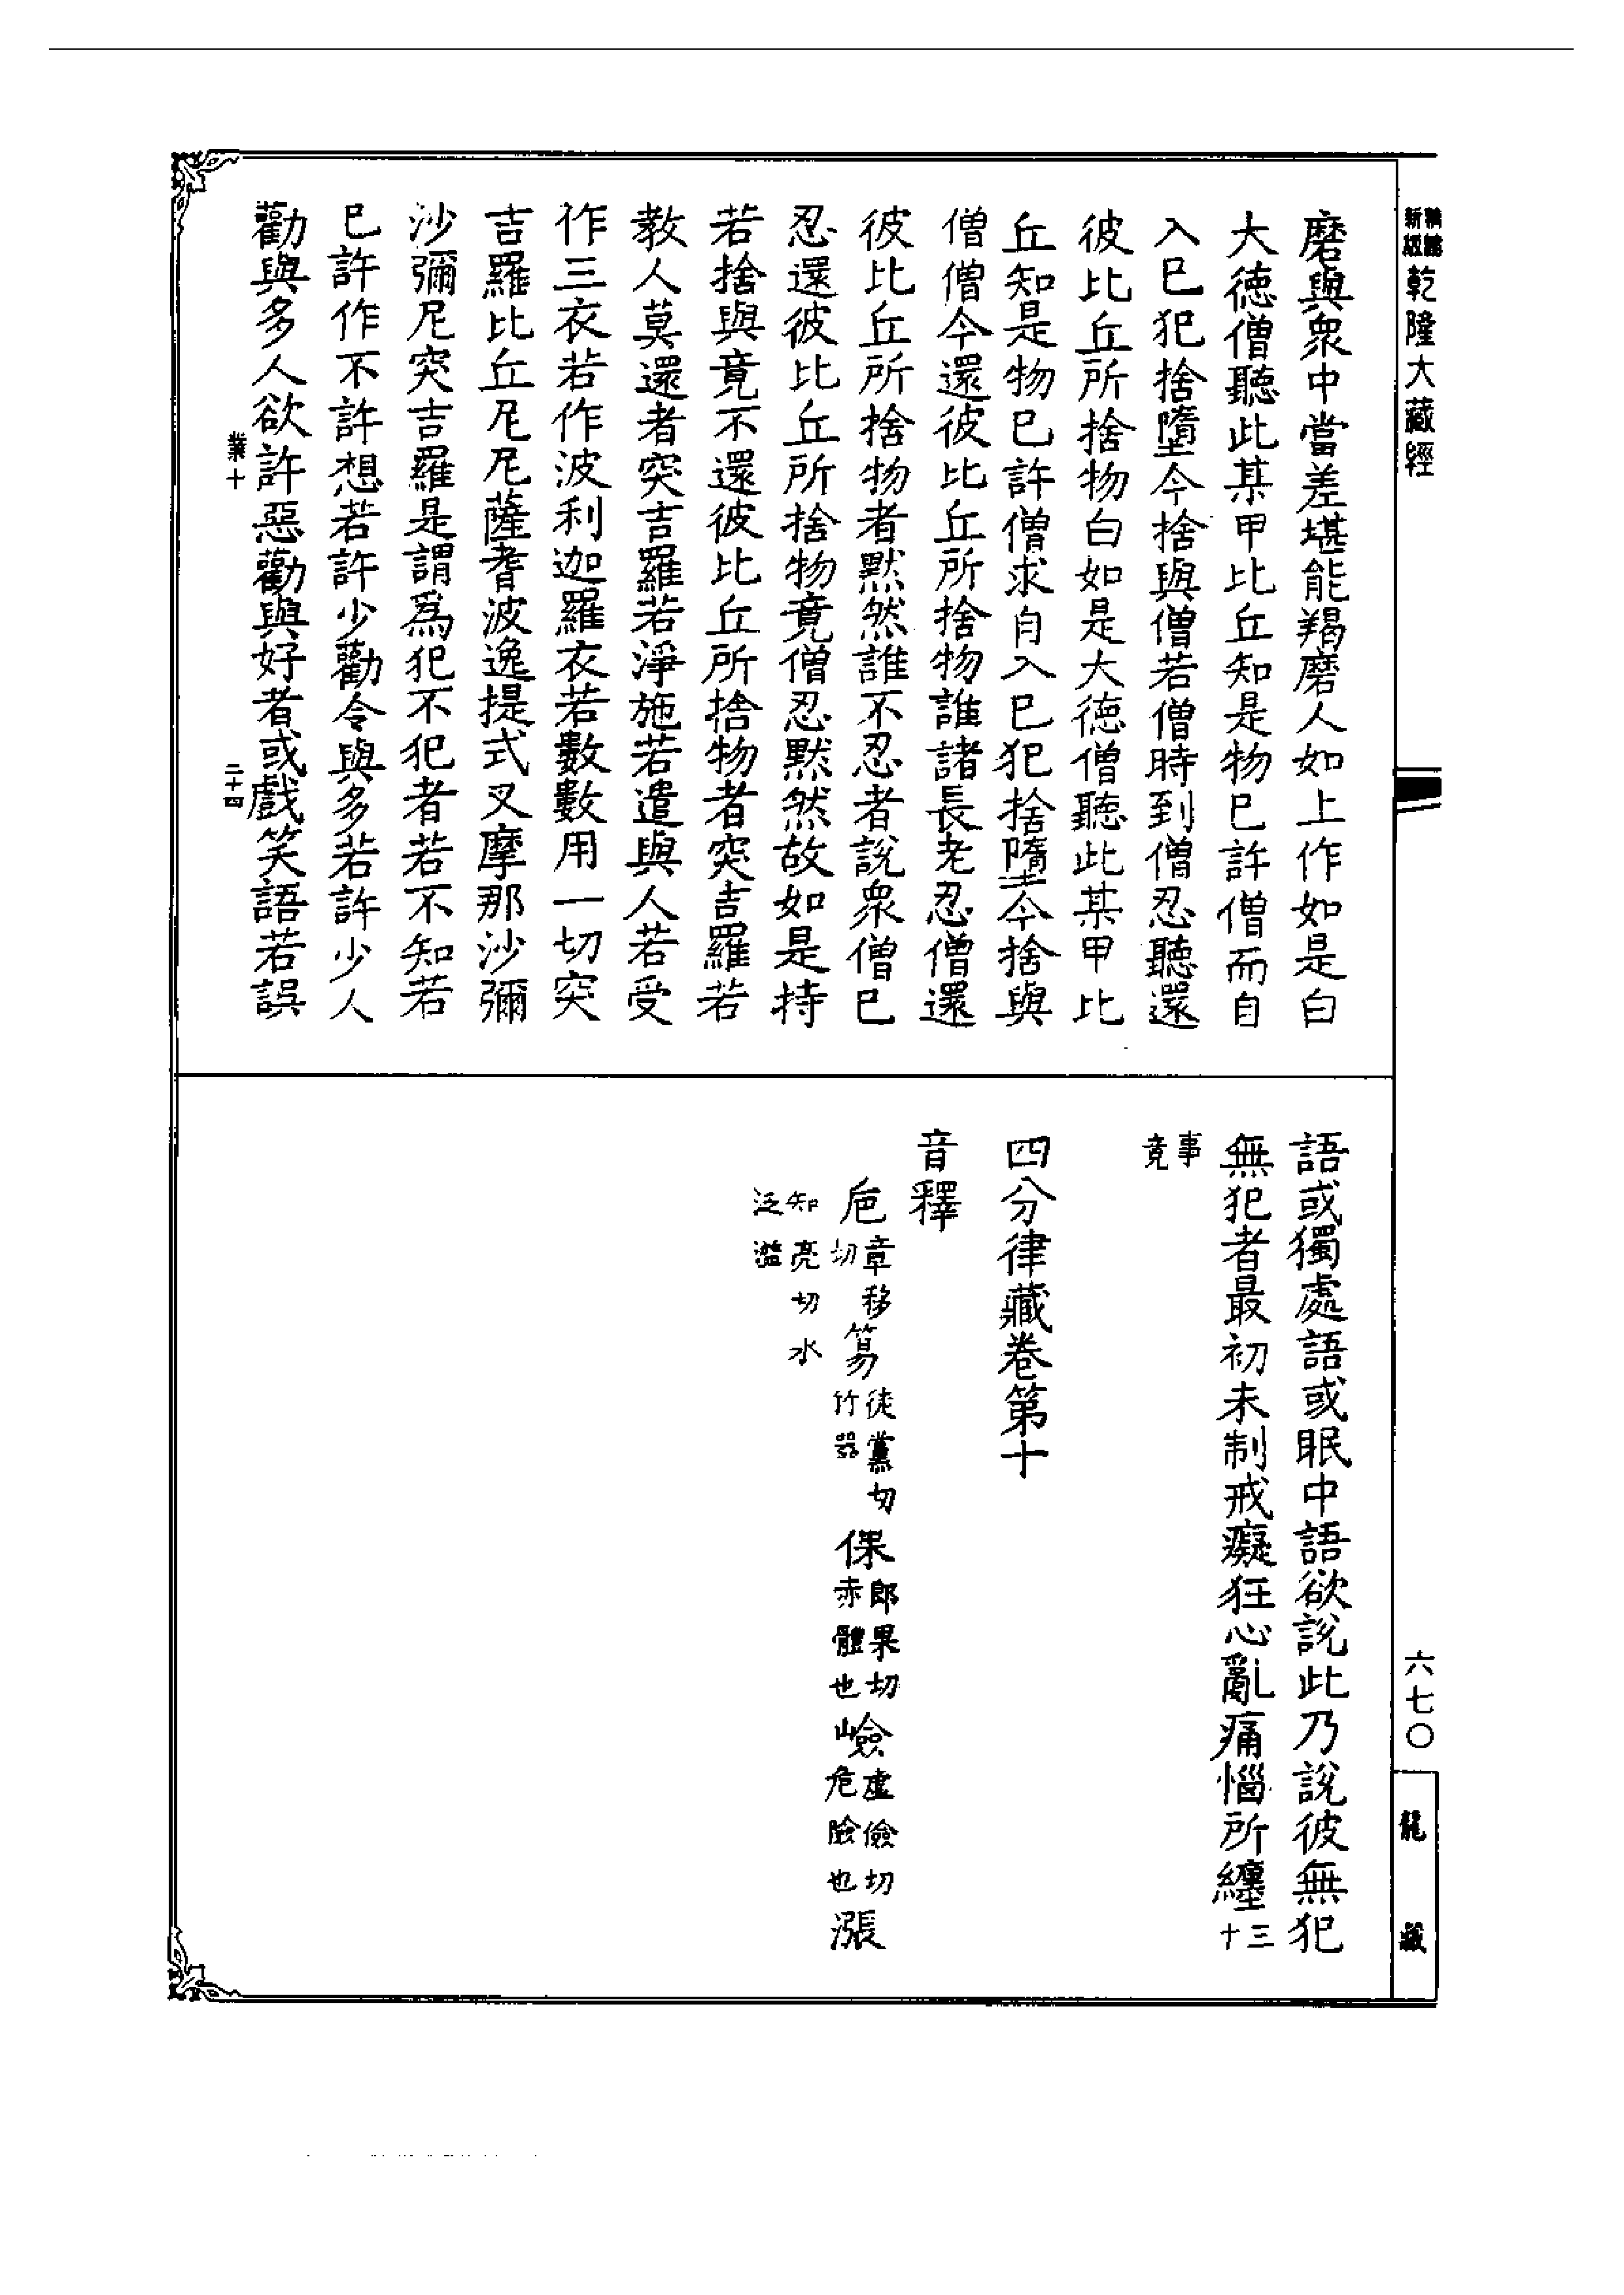 新版
乾隆大藏經
磨與衆中當差堪能羯磨人如上作如是白
大德僧聽此某甲比丘知是物已許僧而自
入已犯捨墮今捨與僧若僧時到僧忍聽還
彼比丘所捨物白如是大德僧聽此某甲比
丘知是物已許僧求自入已犯捨墮今捨與
僧僧今還彼比丘所捨物誰諸長老忍僧還
彼比丘所捨物者默然誰不忍者說衆僧已
忍還彼比丘所捨物竟僧忍默然故如是持
若捨與竟不還彼比丘所捨物者突吉羅若
教人莫還者突吉羅若淨施若遣與人若受
作三衣若作波利迦羅衣若數數用一切突
吉羅比丘尼尼薩耆波逸提式叉摩那沙彌
沙彌尼突吉羅是謂爲犯不犯者若不知若
已許作不許想若許少勸令與多若許少人
勸與多人欲許惡勸與好者或戲笑語若誤
業十
二十四
語或獨處語或眠中語欲說此乃說彼無犯
無犯者最初未制戒癡狂心亂痛惱所纏三十
事竟
四分律藏卷第十
音釋
巵章移切 簜徒黨切竹器 倮郎果切赤體也 嶮虛儉切危險也 漲
知亮切水泛濫
六七〇
龍藏